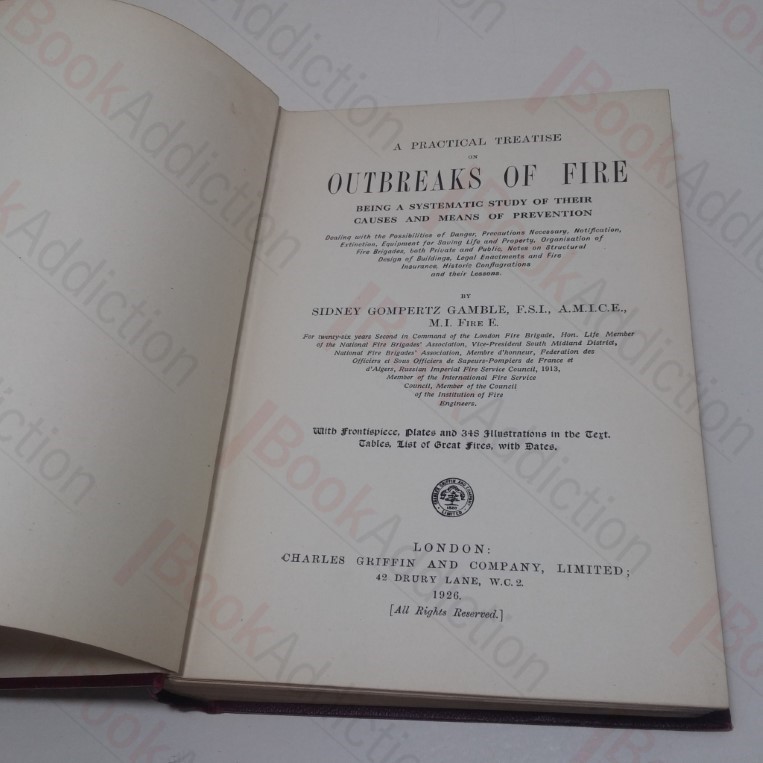 A PRACTICAL TREATISE
ON
OUTBREAKS OF FIRE
BEING A SYSTEMATIC STUDY OF THEIR
CAUSES AND MEANS OF PREVENTION
Dealing with the Possibilities of Danger, Precautions Necessary, Notification,
Extinction, Equipment for Saving Life and Property, Organisation of
Fire Brigades, both Private and Public, Notes on Structural
Design of Buildings, Legal Enactments and Fire
Insurance, Historic Conflagrations
and their Lessons.
BY
SIDNEY GOMPERTZ GAMBLE, F.S.I., A.M.I.C.E.,
M.I. FIRE E.
For twenty-six years Second in Command of the London Fire Brigade, Hon. Life Member
of the National Fire Brigades' Association, Vice-President South Midland District,
National Fire Brigades' Association, Membre d'honneur, Federation des
Officiers et Sous Officiers de Sapeurs-Pompiers de France et
d'Algers, Russian Imperial Fire Service Council, 1913,
Member of the International Fire Service
Council, Member of the Council
of the Institution of Fire
Engineers.
With Frontispiece, Plates and 348 Illustrations in the Text.
Tables, List of Great Fires, with Dates.
CHARLES GRIFFIN AND COMPANY
LIMITED
LONDON:
CHARLES GRIFFIN AND COMPANY, LIMITED;
42 DRURY LANE, W.C.2.
1926.
[All Rights Reserved.]
BookAddiction